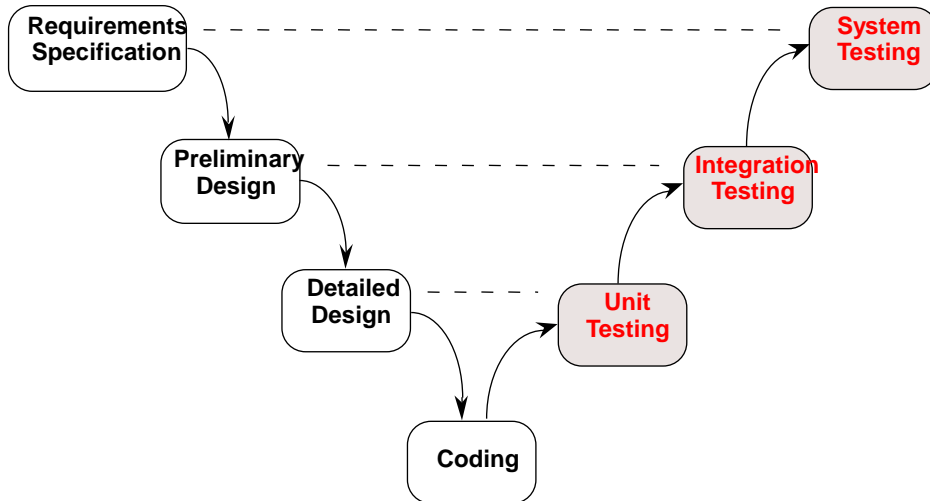 Requirements
Specification
System
Testing
Preliminary
Design
Integration
Testing
Detailed
Design
Unit
Testing
Coding